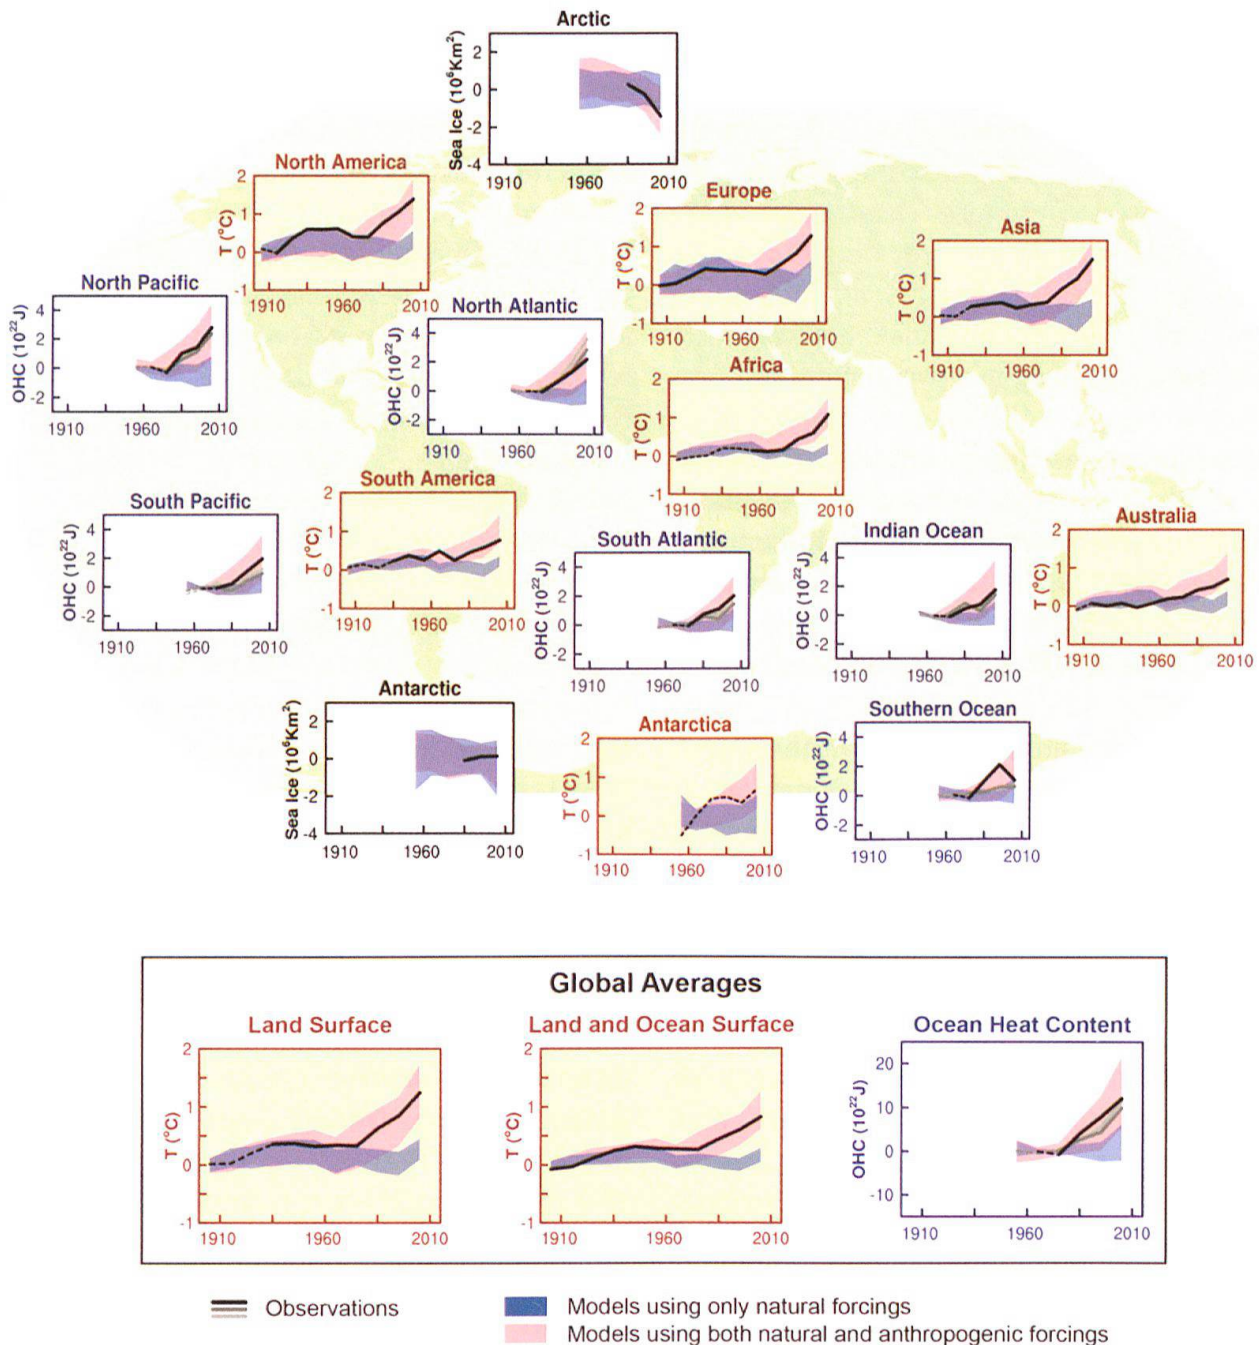 Arctic
Sea Ice (10⁶Km²)
2
0
-2
-4
1910 1960 2010
North America
T (°C)
2
1
0
-1
1910 1960 2010
Europe
T (°C)
2
1
0
-1
1910 1960 2010
Asia
T (°C)
2
1
0
-1
1910 1960 2010
North Pacific
OHC (10²²J)
4
2
0
-2
1910 1960 2010
North Atlantic
OHC (10²²J)
4
2
0
-2
1910 1960 2010
Africa
T (°C)
2
1
0
-1
1910 1960 2010
South Pacific
OHC (10²²J)
4
2
0
-2
1910 1960 2010
South America
T (°C)
2
1
0
-1
1910 1960 2010
South Atlantic
OHC (10²²J)
4
2
0
-2
1910 1960 2010
Indian Ocean
OHC (10²²J)
4
2
0
-2
1910 1960 2010
Australia
T (°C)
2
1
0
-1
1910 1960 2010
Antarctic
Sea Ice (10⁶Km²)
2
0
-2
-4
1910 1960 2010
Antarctica
T (°C)
2
1
0
-1
1910 1960 2010
Southern Ocean
OHC (10²²J)
4
2
0
-2
1910 1960 2010
Global Averages
Land Surface
T (°C)
2
1
0
-1
1910 1960 2010
Land and Ocean Surface
T (°C)
2
1
0
-1
1910 1960 2010
Ocean Heat Content
OHC (10²²J)
20
10
0
-10
1910 1960 2010
Observations
Models using only natural forcings
Models using both natural and anthropogenic forcings